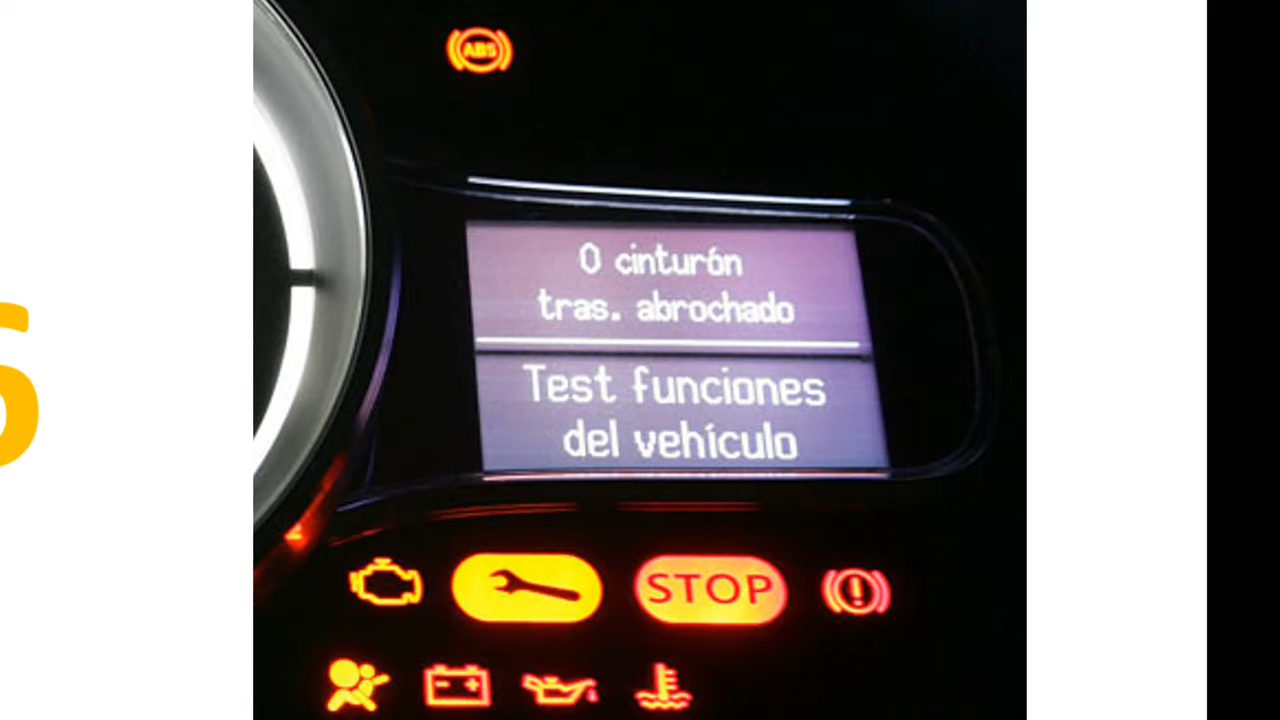 ABS
0 cinturón
tras. abrochado
Test funciones
del vehículo
STOP